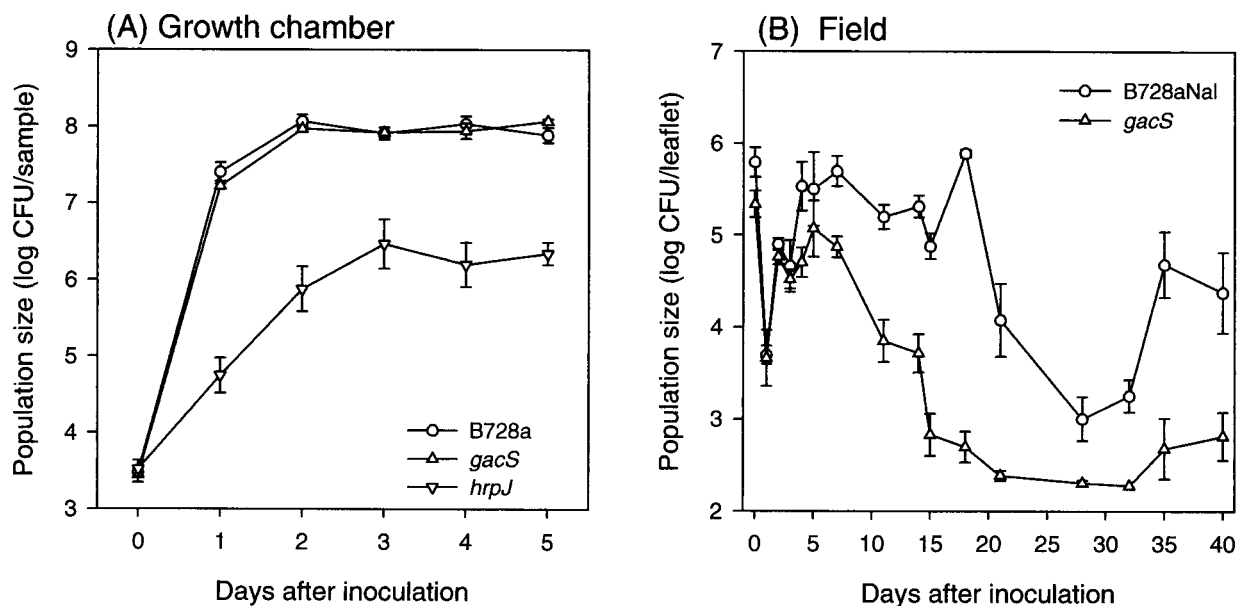 (A) Growth chamber
Population size (log CFU/sample)
9
8
7
6
5
4
3
B728a
gacS
hrpJ
0 1 2 3 4 5
Days after inoculation
(B) Field
Population size (log CFU/leaflet)
7
6
5
4
3
2
B728aNal
gacS
0 5 10 15 20 25 30 35 40
Days after inoculation